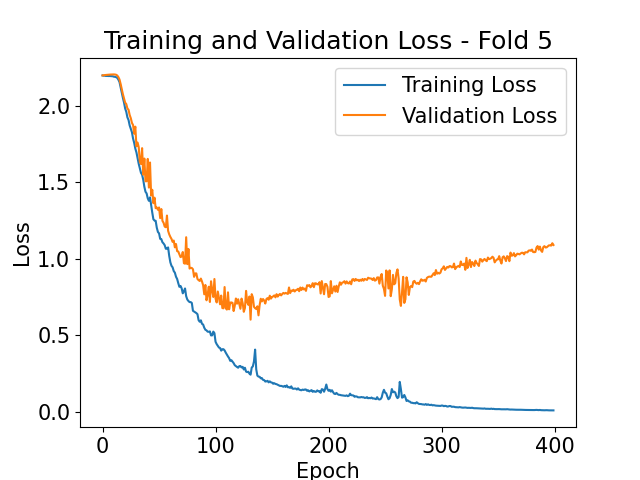 Training and Validation Loss - Fold 5
Training Loss
Validation Loss
Loss
2.0
1.5
1.0
0.5
0.0
0 100 200 300 400
Epoch